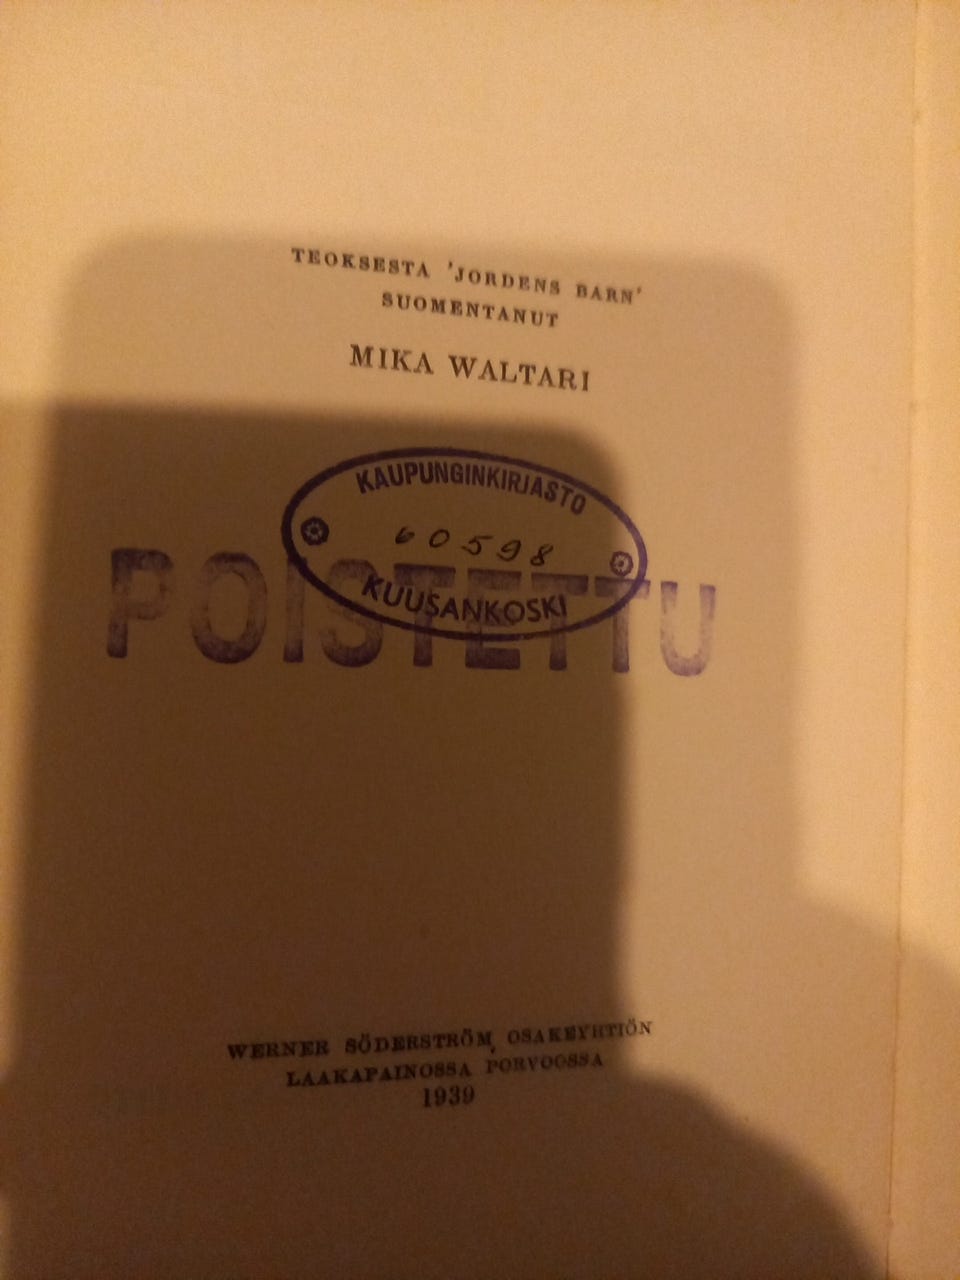 TEOKSESTA 'JORDENS BARN'
SUOMENTANUT
MIKA WALTARI
KAUPUNGINKIRJASTO
60598
KUUSANKOSKI
POISTETTU
WERNER SÖDERSTRÖM OSAKEYHTIÖN
LAAKAPAINOSSA PORVOOSSA
1939